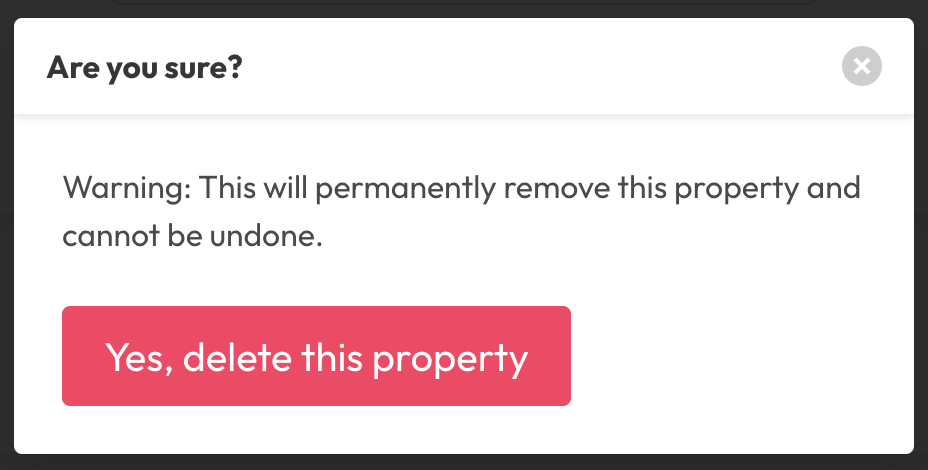 Are you sure?
Warning: This will permanently remove this property and
cannot be undone.
Yes, delete this property